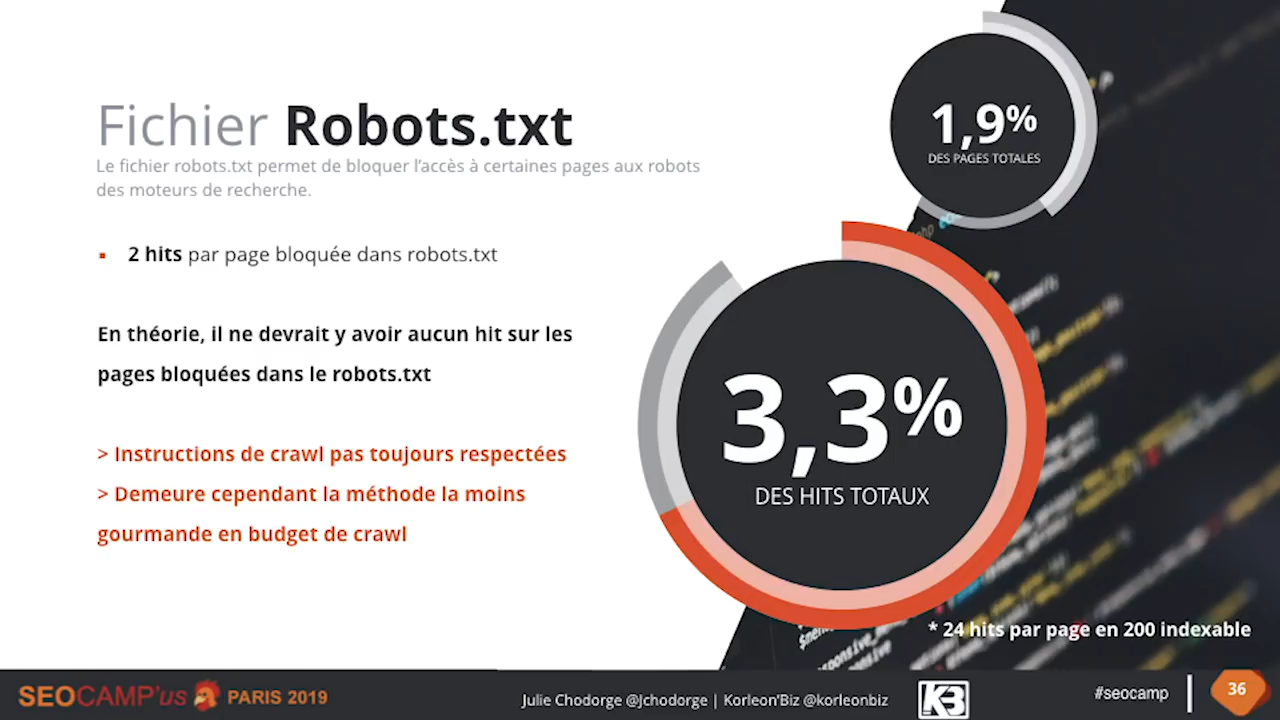 Fichier Robots.txt
Le fichier robots.txt permet de bloquer l’accès à certaines pages aux robots
des moteurs de recherche.
▪ 2 hits par page bloquée dans robots.txt
En théorie, il ne devrait y avoir aucun hit sur les
pages bloquées dans le robots.txt
> Instructions de crawl pas toujours respectées
> Demeure cependant la méthode la moins
gourmande en budget de crawl
1,9%
DES PAGES TOTALES
3,3%
DES HITS TOTAUX
* 24 hits par page en 200 indexable
SEOCAMP'us PARIS 2019
Julie Chodorge @Jchodorge | Korleon’Biz @korleonbiz
K3
#seocamp
36